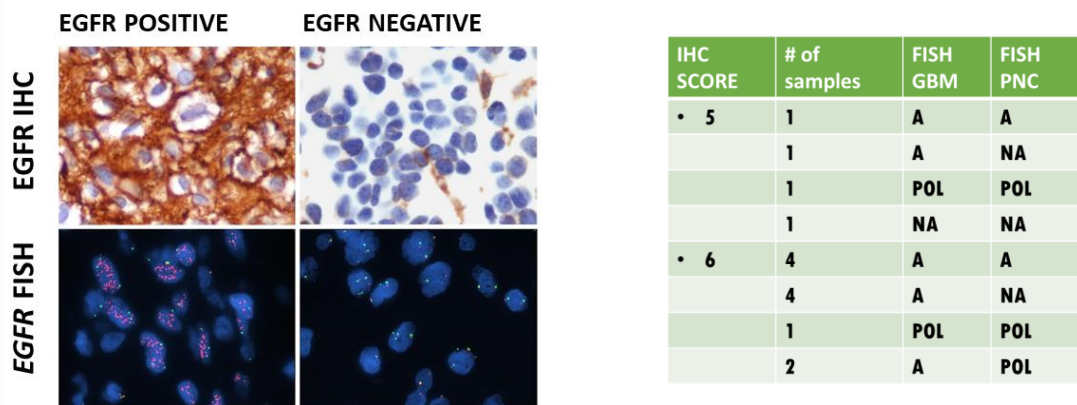 EGFR POSITIVE EGFR NEGATIVE
EGFR IHC
EGFR FISH
IHC SCORE # of samples FISH GBM FISH PNC
• 5 1 A A
1 A NA
1 POL POL
1 NA NA
• 6 4 A A
4 A NA
1 POL POL
2 A POL